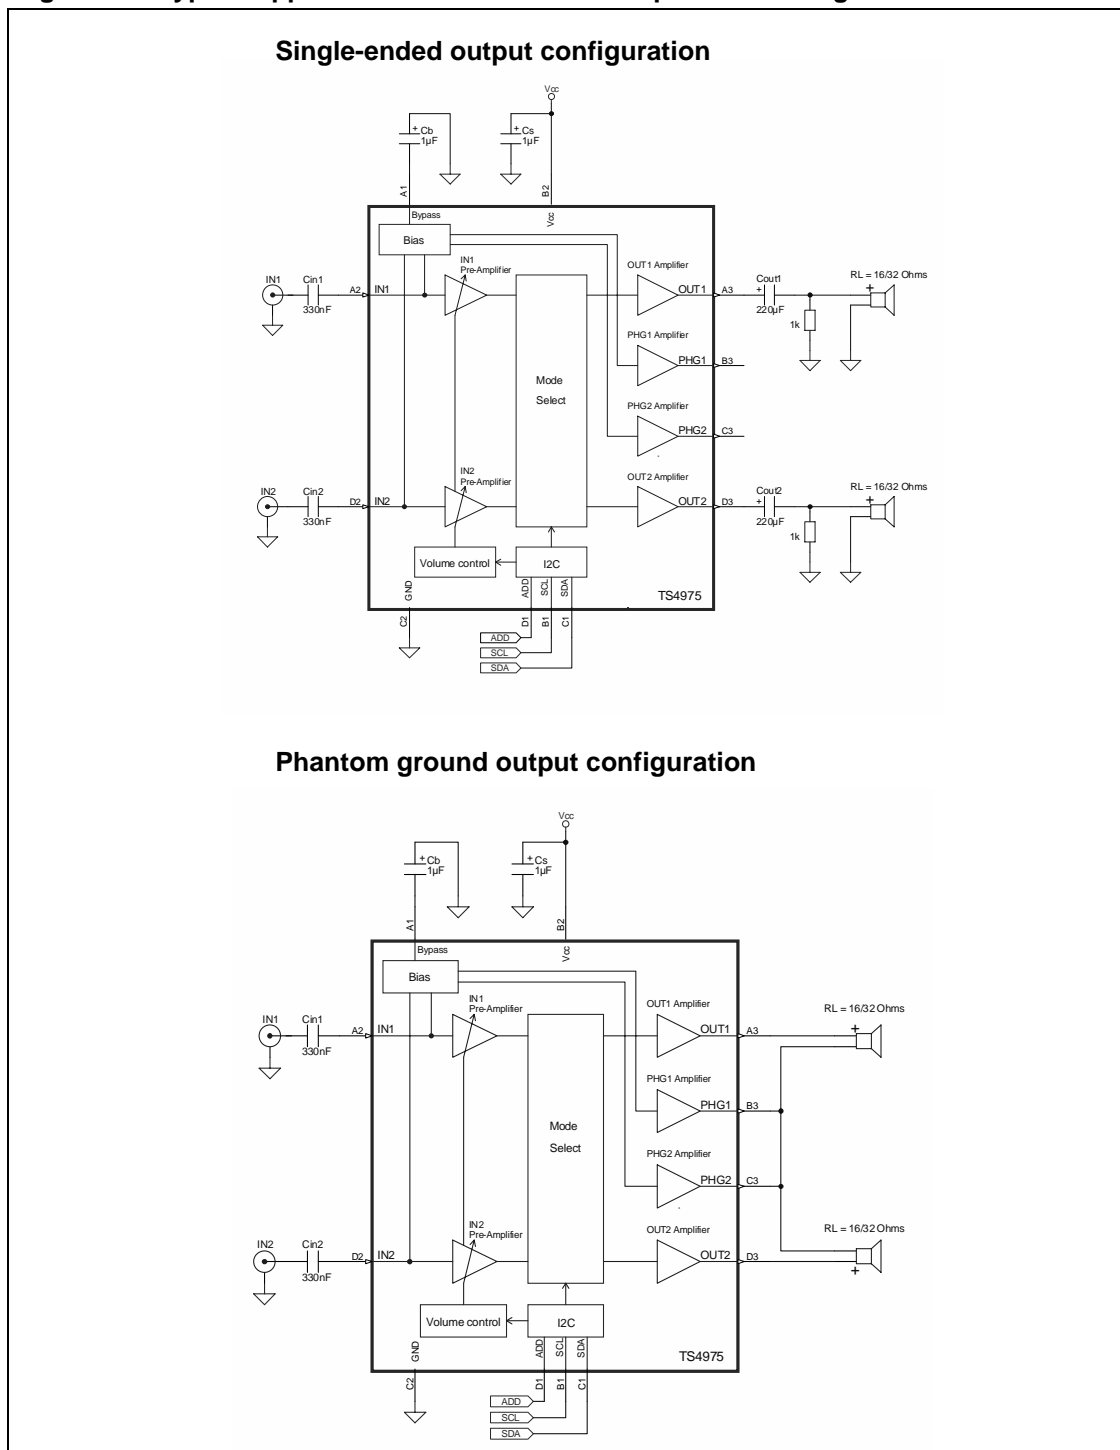 Single-ended output configuration
Vcc
+ Cb
1µF
+ Cs
1µF
A1
B2
Bypass
Vcc
Bias
IN1
Pre-Amplifier
OUT1 Amplifier
IN1
Cin1
330nF
A2
IN1
OUT1
A3
Cout1
+
220µF
1k
RL = 16/32 Ohms
+
PHG1 Amplifier
PHG1
B3
Mode
Select
PHG2 Amplifier
PHG2
C3
IN2
Pre-Amplifier
OUT2 Amplifier
IN2
Cin2
330nF
D2
IN2
OUT2
D3
Cout2
+
220µF
1k
RL = 16/32 Ohms
+
Volume control
I2C
GND
ADD
SCL
SDA
TS4975
C2
D1
B1
C1
ADD
SCL
SDA
Phantom ground output configuration
Vcc
+ Cb
1µF
+ Cs
1µF
A1
B2
Bypass
Vcc
Bias
IN1
Pre-Amplifier
OUT1 Amplifier
IN1
Cin1
330nF
A2
IN1
OUT1
A3
RL = 16/32 Ohms
+
PHG1 Amplifier
PHG1
B3
Mode
Select
PHG2 Amplifier
PHG2
C3
IN2
Pre-Amplifier
OUT2 Amplifier
IN2
Cin2
330nF
D2
IN2
OUT2
D3
RL = 16/32 Ohms
+
Volume control
I2C
GND
ADD
SCL
SDA
TS4975
C2
D1
B1
C1
ADD
SCL
SDA